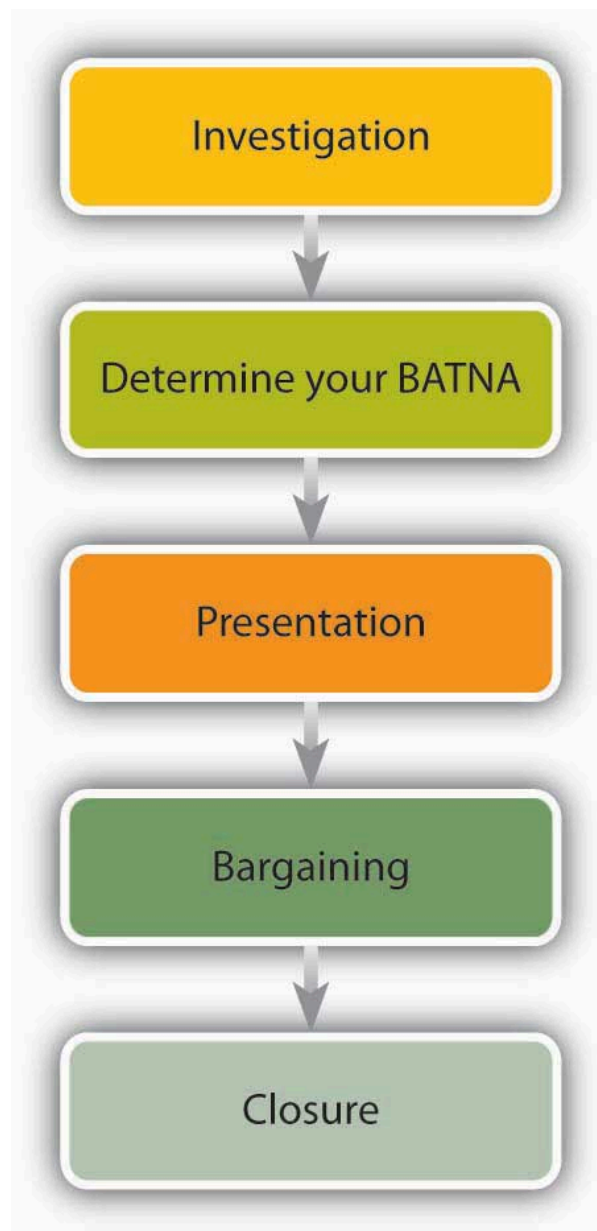 Investigation
Determine your BATNA
Presentation
Bargaining
Closure